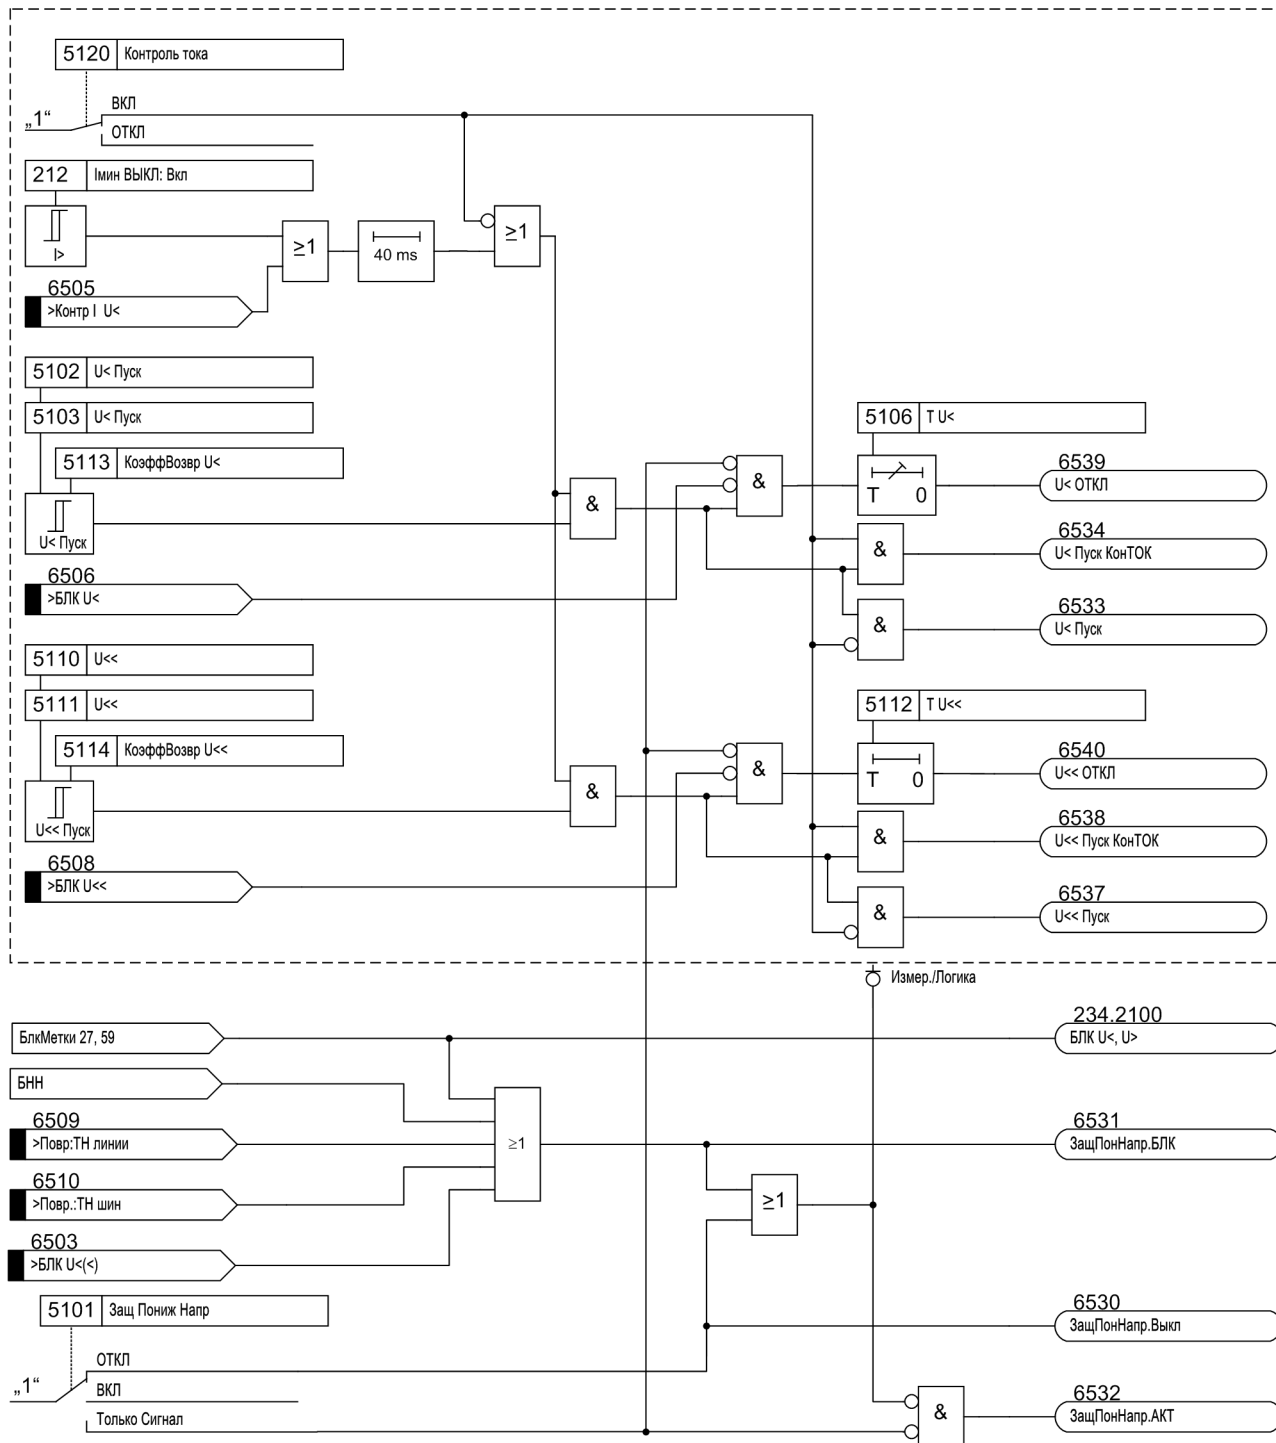 5120 Контроль тока
ВКЛ
„1“
ОТКЛ
212 Iмин ВЫКЛ: Вкл
I>
≥1
40 ms
≥1
6505
>Контр I U<
5102 U< Пуск
5103 U< Пуск
5113 КоэффВозвр U<
U< Пуск
&
&
5106 T U<
T 0
6539
U< ОТКЛ
6534
&
U< Пуск КонТОК
6506
>БЛК U<
6533
&
U< Пуск
5110 U<<
5111 U<<
5114 КоэффВозвр U<<
U<< Пуск
&
&
5112 T U<<
T 0
6540
U<< ОТКЛ
6538
&
U<< Пуск КонТОК
6508
>БЛК U<<
6537
&
U<< Пуск
Измер./Логика
БлкМетки 27, 59
234.2100
БЛК U<, U>
БНН
6509
>Повр:ТН линии
≥1
6531
ЗащПонНапр.БЛК
6510
>Повр.:ТН шин
≥1
6503
>БЛК U<(<)
5101 Защ Пониж Напр
6530
ЗащПонНапр.Выкл
ОТКЛ
„1“
ВКЛ
Только Сигнал
&
6532
ЗащПонНапр.АКТ